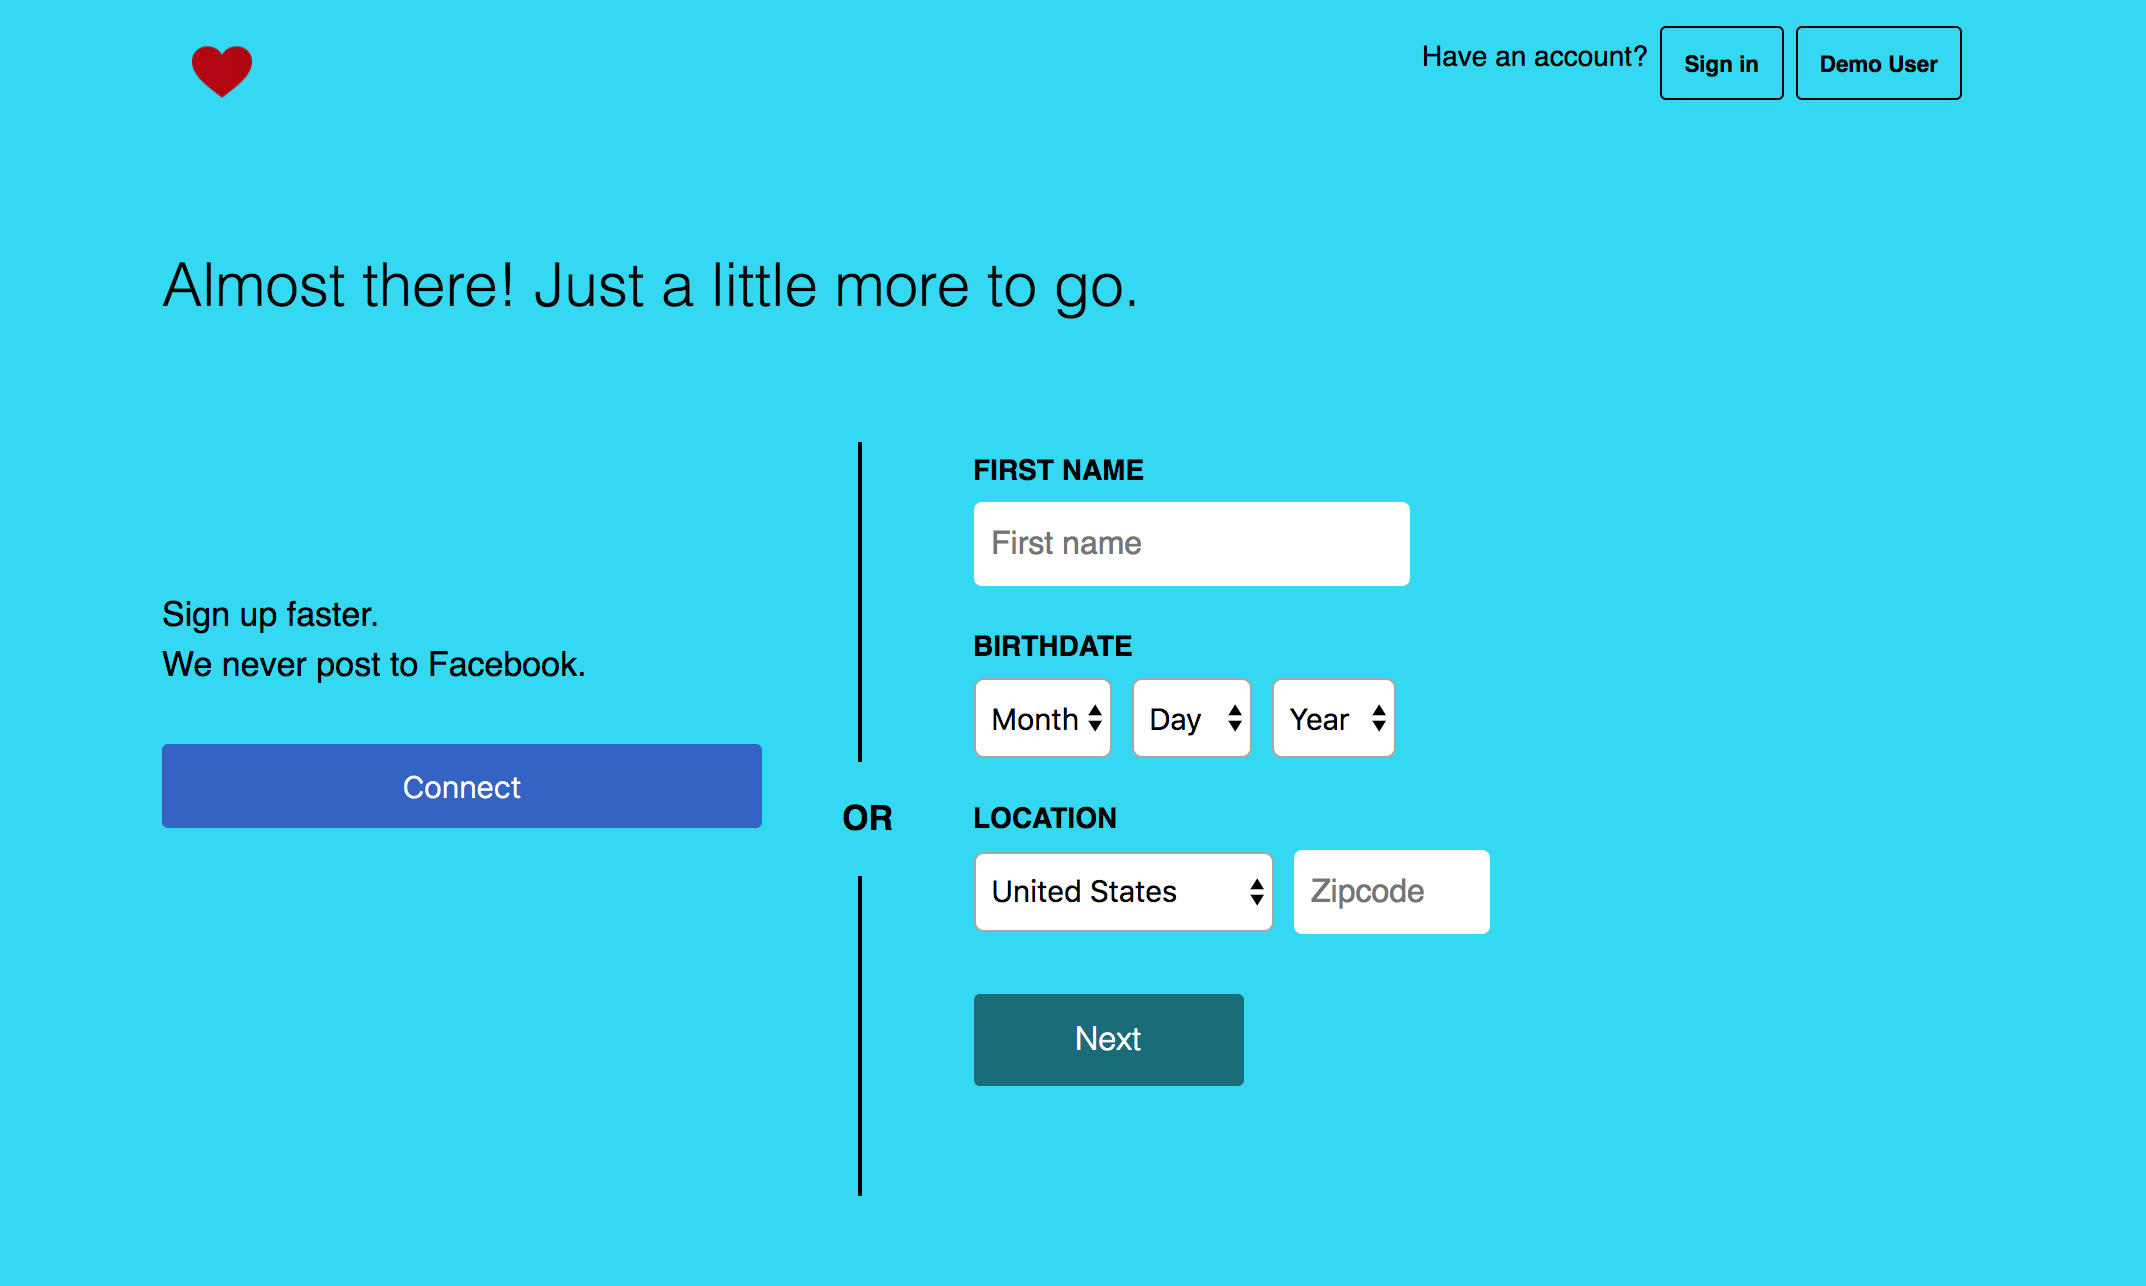 Have an account? Sign in Demo User
Almost there! Just a little more to go.
Sign up faster.
We never post to Facebook.
Connect
OR
FIRST NAME
First name
BIRTHDATE
Month Day Year
LOCATION
United States Zipcode
Next